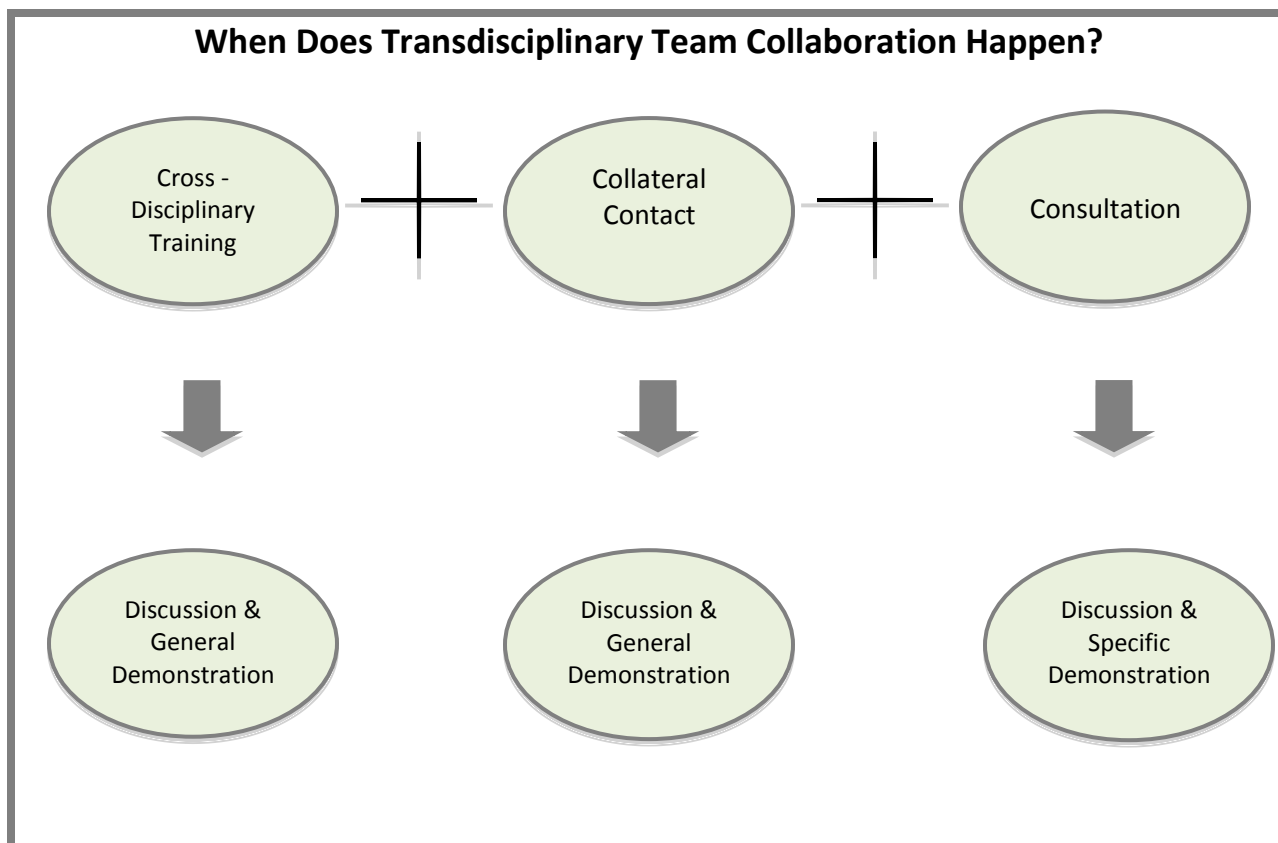 When Does Transdisciplinary Team Collaboration Happen?
Cross -
Disciplinary
Training
Collateral
Contact
Consultation
Discussion &
General
Demonstration
Discussion &
General
Demonstration
Discussion &
Specific
Demonstration